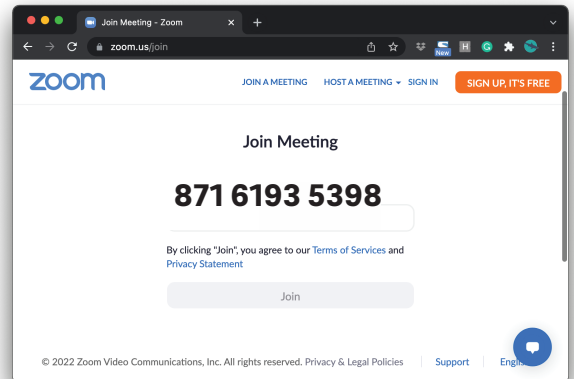 Join Meeting - Zoom
zoom.us/join
New
H
G
zoom
JOIN A MEETING HOST A MEETING SIGN IN SIGN UP, IT'S FREE
Join Meeting
871 6193 5398
By clicking "Join", you agree to our Terms of Services and
Privacy Statement
Join
© 2022 Zoom Video Communications, Inc. All rights reserved. Privacy & Legal Policies Support